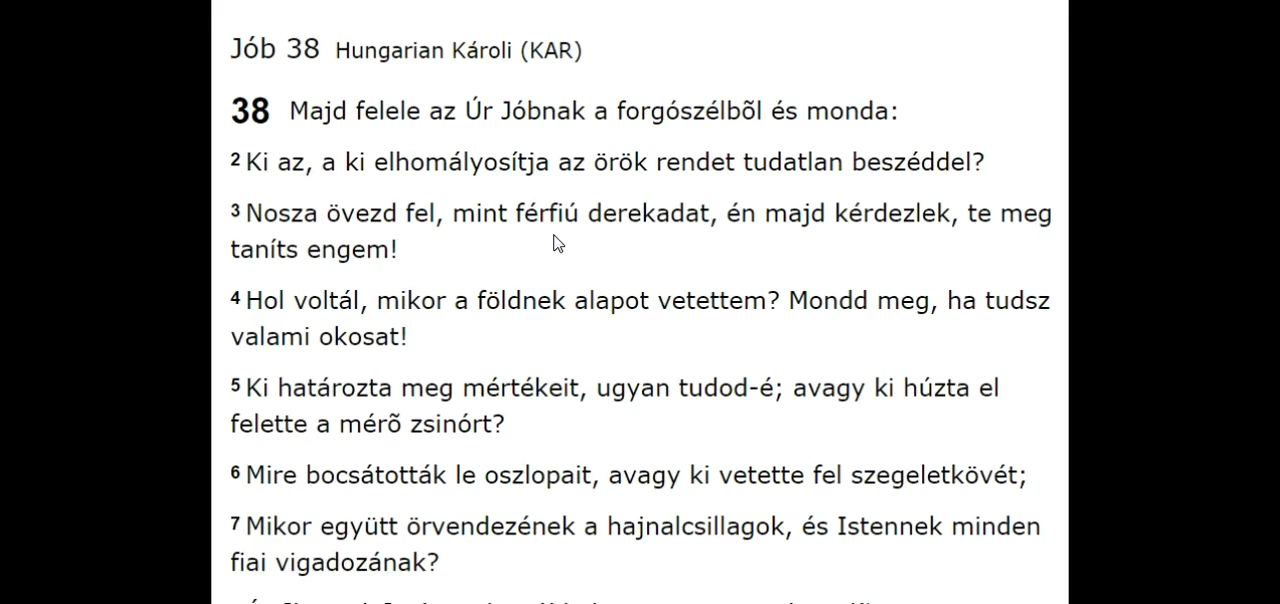 Jób 38 Hungarian Károli (KAR)
38 Majd felele az Úr Jóbnak a forgószélbõl és monda:
2 Ki az, a ki elhomályosítja az örök rendet tudatlan beszéddel?
3 Nosza övezd fel, mint férfiú derekadat, én majd kérdezlek, te meg
taníts engem!
4 Hol voltál, mikor a földnek alapot vetettem? Mondd meg, ha tudsz
valami okosat!
5 Ki határozta meg mértékeit, ugyan tudod-é; avagy ki húzta el
felette a mérõ zsinórt?
6 Mire bocsátották le oszlopait, avagy ki vetette fel szegeletkövét;
7 Mikor együtt örvendezének a hajnalcsillagok, és Istennek minden
fiai vigadozának?